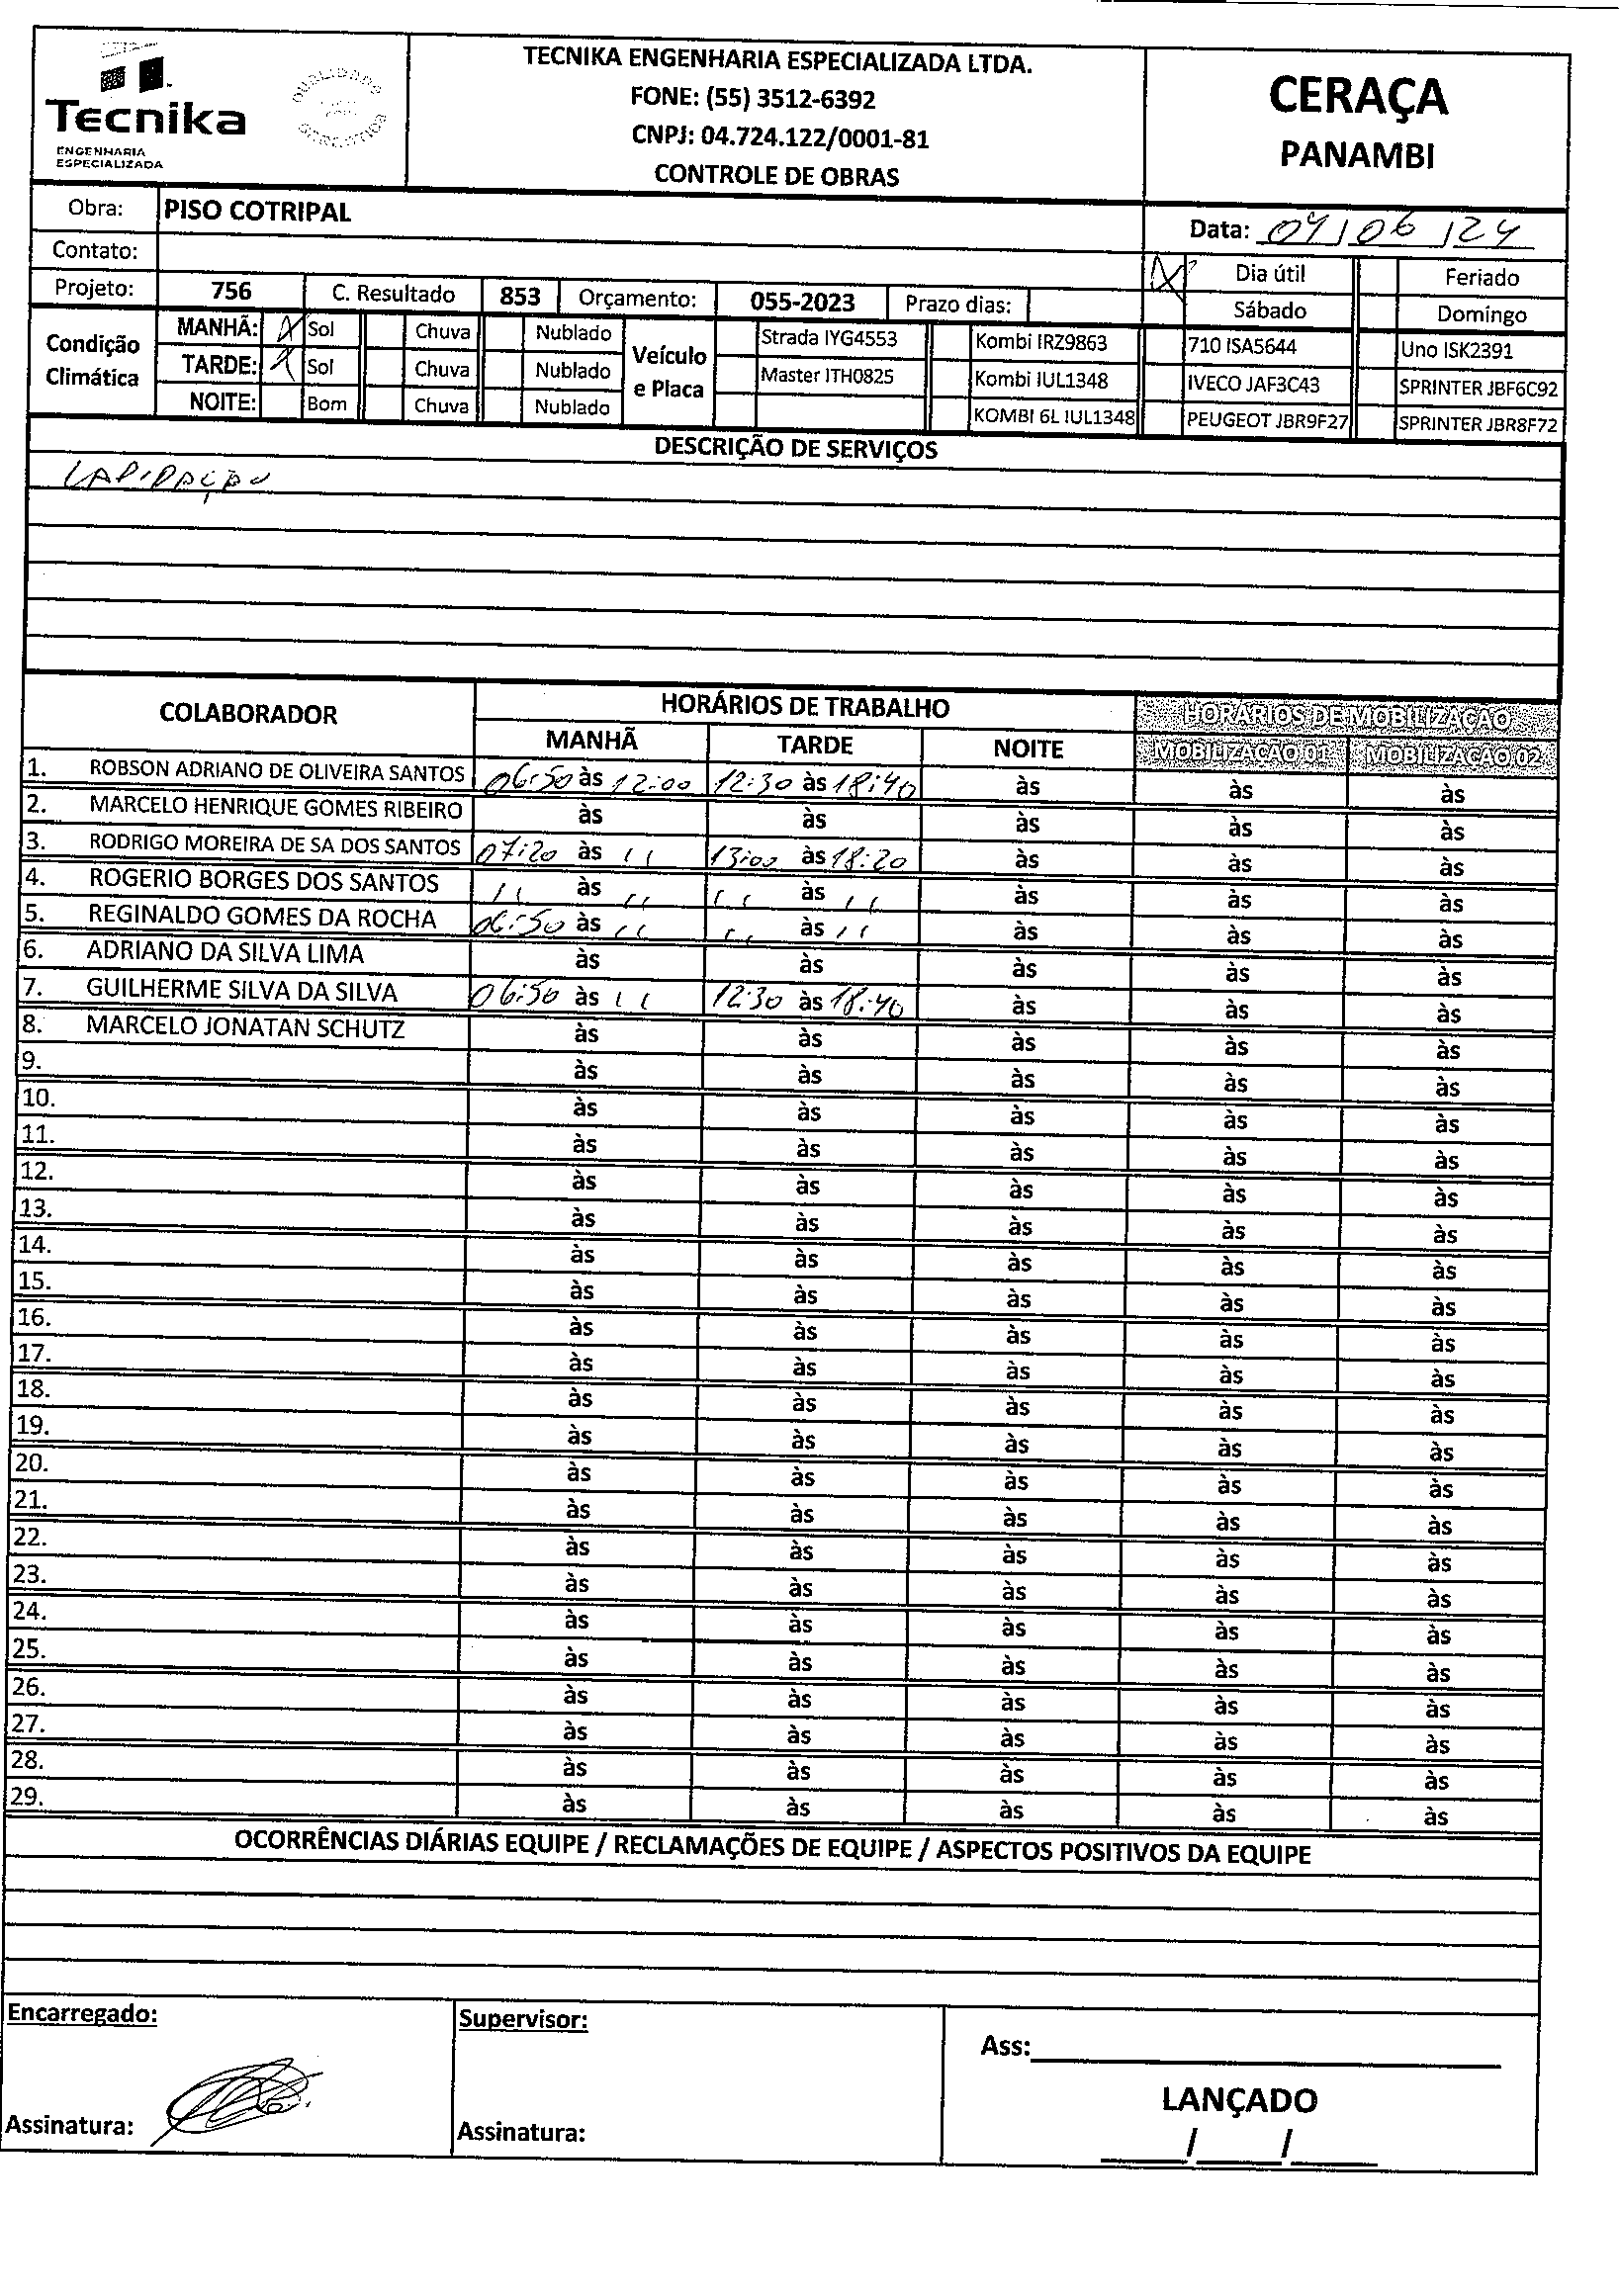 Tecnika
ENGENHARIA
ESPECIALIZADA
TECNIKA ENGENHARIA ESPECIALIZADA LTDA.
FONE: (55) 3512-6392
CNPJ: 04.724.122/0001-81
CONTROLE DE OBRAS
CERAÇA
PANAMBI
Obra: PISO COTRIPAL
Data: 04/06/24
Contato:
Dia útil Feriado
Projeto: 756 C. Resultado 853 Orçamento: 055-2023 Prazo dias:
Sábado Domingo
Condição Climática
MANHÃ: X Sol Chuva Nublado
TARDE: X Sol Chuva Nublado
NOITE: Bom Chuva Nublado
Veículo e Placa
Strada IYG4553 Kombi IRZ9863 710 ISA5644 Uno ISK2391
Master ITH0825 Kombi IUL1348 IVECO JAF3C43 SPRINTER JBF6C92
KOMBI 6L IUL1348 PEUGEOT JBR9F27 SPRINTER JBR8F72
DESCRIÇÃO DE SERVIÇOS
LAPIDAÇÃO
COLABORADOR HORÁRIOS DE TRABALHO HORÁRIOS DE MOBILIZAÇÃO
MANHÃ TARDE NOITE MOBILIZAÇÃO 01 MOBILIZAÇÃO 02
1. ROBSON ADRIANO DE OLIVEIRA SANTOS 06:50 às 12:00 12:30 às 18:40 às às às
2. MARCELO HENRIQUE GOMES RIBEIRO às às às às às
3. RODRIGO MOREIRA DE SA DOS SANTOS 07:20 às '' 13:00 às 18:20 às às às
4. ROGERIO BORGES DOS SANTOS '' às '' '' às '' às às às
5. REGINALDO GOMES DA ROCHA 06:50 às '' '' às '' às às às
6. ADRIANO DA SILVA LIMA às às às às às
7. GUILHERME SILVA DA SILVA 06:50 às '' 12:30 às 18:40 às às às
8. MARCELO JONATAN SCHUTZ às às às às às
9. às às às às às
10. às às às às às
11. às às às às às
12. às às às às às
13. às às às às às
14. às às às às às
15. às às às às às
16. às às às às às
17. às às às às às
18. às às às às às
19. às às às às às
20. às às às às às
21. às às às às às
22. às às às às às
23. às às às às às
24. às às às às às
25. às às às às às
26. às às às às às
27. às às às às às
28. às às às às às
29. às às às às às
OCORRÊNCIAS DIÁRIAS EQUIPE / RECLAMAÇÕES DE EQUIPE / ASPECTOS POSITIVOS DA EQUIPE
Encarregado: Supervisor:
Ass:
LANÇADO
Assinatura: Assinatura:
/ /